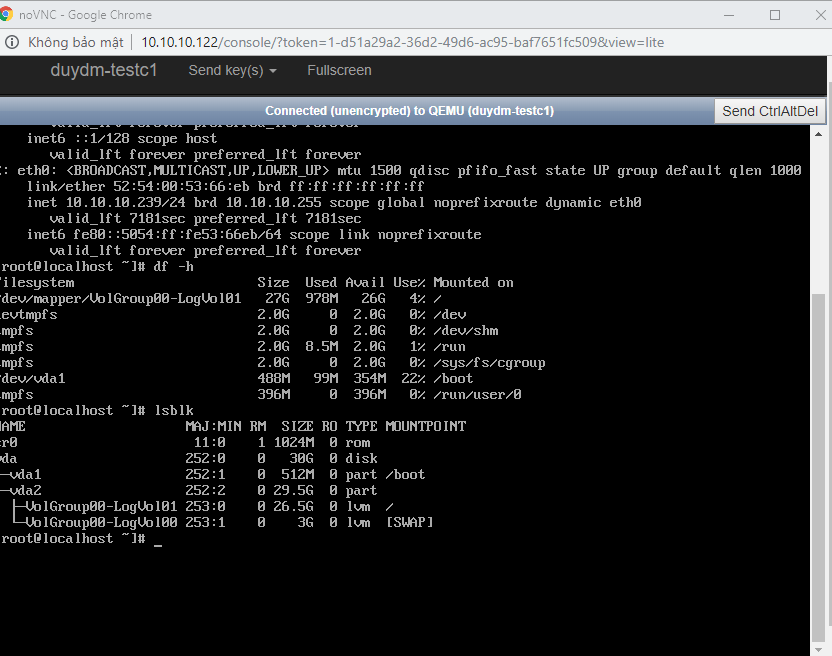 noVNC - Google Chrome
Không bảo mật 10.10.10.122/console/?token=1-d51a29a2-36d2-49d6-ac95-baf7651fc509&view=lite
duydm-testc1 Send key(s) Fullscreen
Connected (unencrypted) to QEMU (duydm-testc1) Send CtrlAltDel
valid_lft forever preferred_lft forever
inet6 ::1/128 scope host
valid_lft forever preferred_lft forever
: eth0: <BROADCAST,MULTICAST,UP,LOWER_UP> mtu 1500 qdisc pfifo_fast state UP group default qlen 1000
link/ether 52:54:00:53:66:eb brd ff:ff:ff:ff:ff:ff
inet 10.10.10.239/24 brd 10.10.10.255 scope global noprefixroute dynamic eth0
valid_lft 7181sec preferred_lft 7181sec
inet6 fe80::5054:ff:fe53:66eb/64 scope link noprefixroute
valid_lft forever preferred_lft forever
root@localhost ~]# df -h
ilesystem Size Used Avail Use% Mounted on
dev/mapper/VolGroup00-LogVol01 27G 978M 26G 4% /
evtmpfs 2.0G 0 2.0G 0% /dev
mpfs 2.0G 0 2.0G 0% /dev/shm
mpfs 2.0G 8.5M 2.0G 1% /run
mpfs 2.0G 0 2.0G 0% /sys/fs/cgroup
dev/vda1 488M 99M 354M 22% /boot
mpfs 396M 0 396M 0% /run/user/0
root@localhost ~]# lsblk
AME MAJ:MIN RM SIZE RO TYPE MOUNTPOINT
r0 11:0 1 1024M 0 rom
da 252:0 0 30G 0 disk
─vda1 252:1 0 512M 0 part /boot
─vda2 252:2 0 29.5G 0 part
├─VolGroup00-LogVol01 253:0 0 26.5G 0 lvm /
└─VolGroup00-LogVol00 253:1 0 3G 0 lvm [SWAP]
root@localhost ~]# _